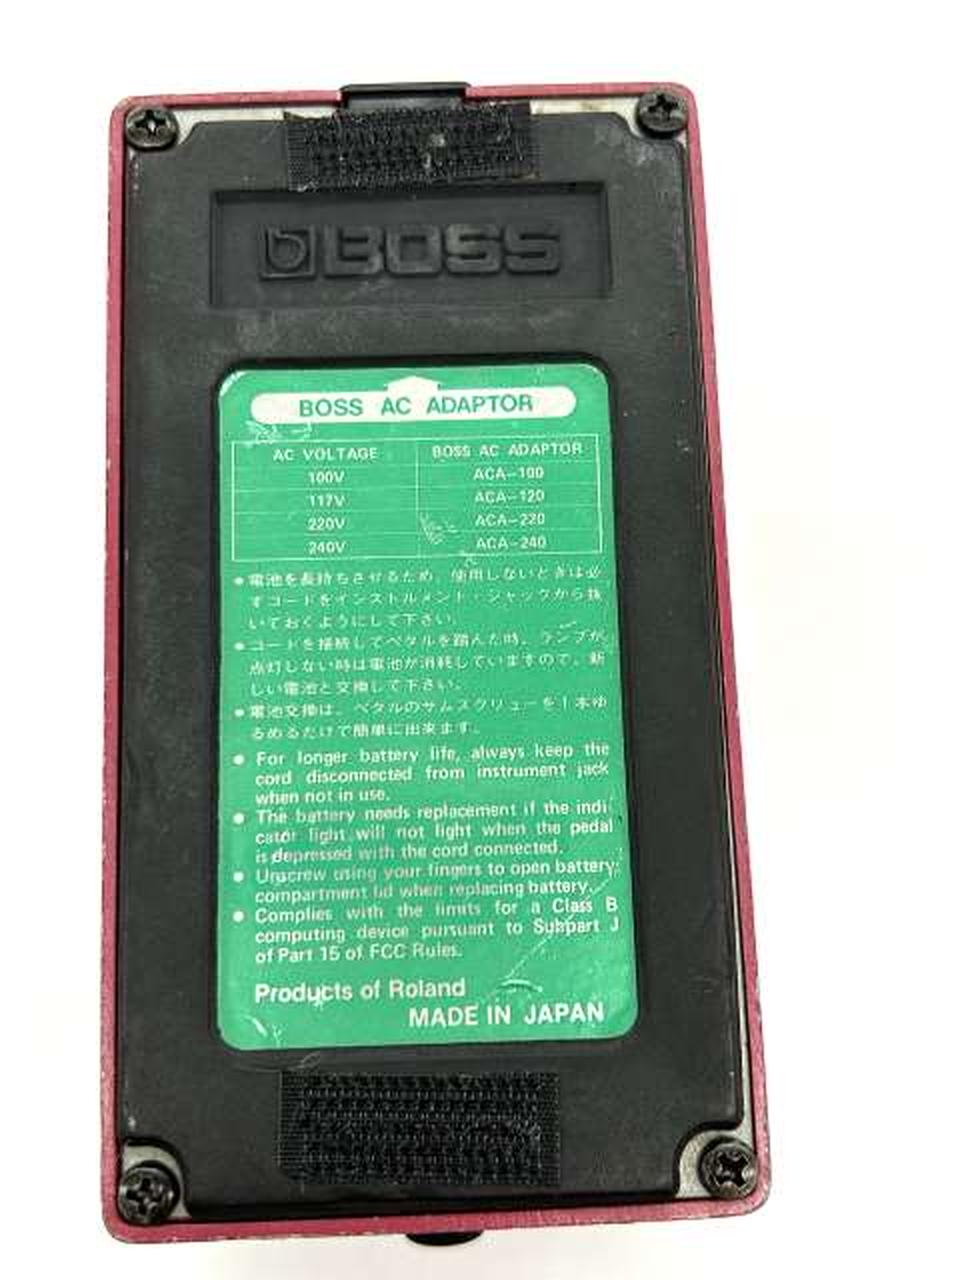 BOSS
BOSS AC ADAPTOR
AC VOLTAGE BOSS AC ADAPTOR
100V ACA-100
117V ACA-120
220V ACA-220
240V ACA-240
● 電池を長持ちさせるため、使用しないときは必
ずコードをインストルメント・ジャックから抜
いておくようにして下さい。
● コードを接続してペダルを踏んだ時、ランプが
点灯しない時は電池が消耗していますので、新
しい電池と交換して下さい。
● 電池交換は、ペダルのサムスクリューを1本ゆ
るめるだけで簡単に出来ます。
● For longer battery life, always keep the
cord disconnected from instrument jack
when not in use.
● The battery needs replacement if the indi-
cator light will not light when the pedal
is depressed with the cord connected.
● Unscrew using your fingers to open battery
compartment lid when replacing battery.
● Complies with the limits for a Class B
computing device pursuant to Subpart J
of Part 15 of FCC Rules.
Products of Roland
MADE IN JAPAN